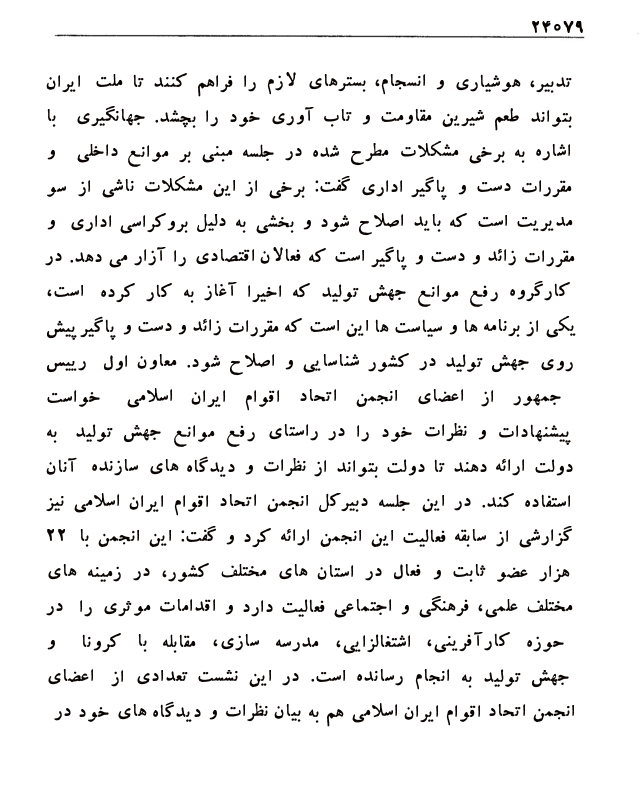 ۲۴۰۷۹
تدبیر، هوشیاری و انسجام، بسترهای لازم را فراهم کنند تا ملت ایران
بتواند طعم شیرین مقاومت و تاب آوری خود را بچشد. جهانگیری با
اشاره به برخی مشکلات مطرح شده در جلسه مبنی بر موانع داخلی و
مقررات دست و پاگیر اداری گفت: برخی از این مشکلات ناشی از سو
مدیریت است که باید اصلاح شود و بخشی به دلیل بروکراسی اداری و
مقررات زائد و دست و پاگیر است که فعالان اقتصادی را آزار می دهد. در
کارگروه رفع موانع جهش تولید که اخیرا آغاز به کار کرده است،
یکی از برنامه ها و سیاست ها این است که مقررات زائد و دست و پاگیر پیش
روی جهش تولید در کشور شناسایی و اصلاح شود. معاون اول رییس
جمهور از اعضای انجمن اتحاد اقوام ایران اسلامی خواست
پیشنهادات و نظرات خود را در راستای رفع موانع جهش تولید به
دولت ارائه دهند تا دولت بتواند از نظرات و دیدگاه های سازنده آنان
استفاده کند. در این جلسه دبیرکل انجمن اتحاد اقوام ایران اسلامی نیز
گزارشی از سابقه فعالیت این انجمن ارائه کرد و گفت: این انجمن با ۲۲
هزار عضو ثابت و فعال در استان های مختلف کشور، در زمینه های
مختلف علمی، فرهنگی و اجتماعی فعالیت دارد و اقدامات موثری را در
حوزه کارآفرینی، اشتغالزایی، مدرسه سازی، مقابله با کرونا و
جهش تولید به انجام رسانده است. در این نشست تعدادی از اعضای
انجمن اتحاد اقوام ایران اسلامی هم به بیان نظرات و دیدگاه های خود در